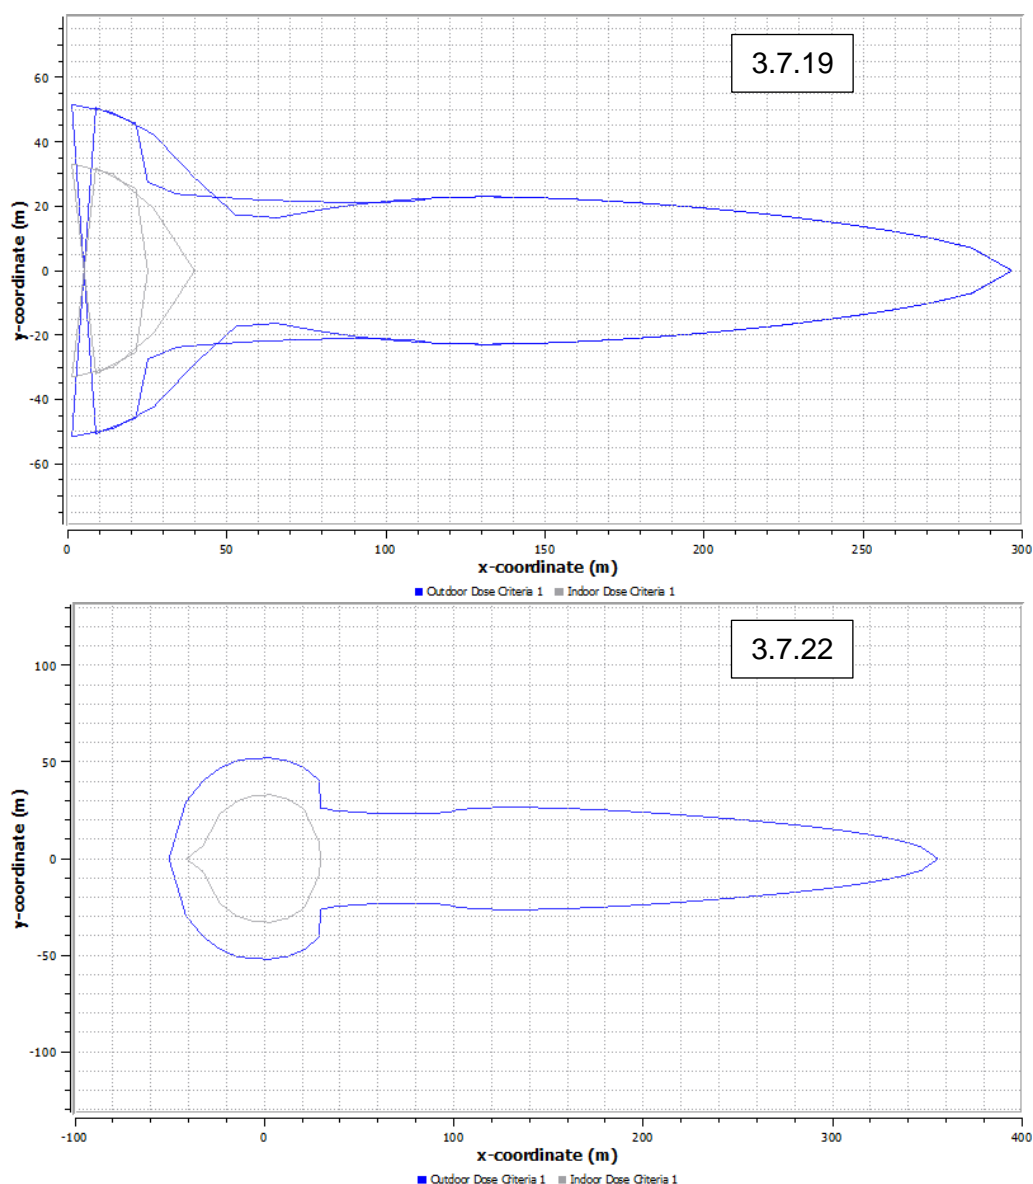 3.7.19
60
40
20
0
-20
-40
-60
y-coordinate (m)
0 50 100 150 200 250 300
x-coordinate (m)
Outdoor Dose Criteria 1 Indoor Dose Criteria 1
3.7.22
100
50
0
-50
-100
y-coordinate (m)
-100 0 100 200 300 400
x-coordinate (m)
Outdoor Dose Criteria 1 Indoor Dose Criteria 1